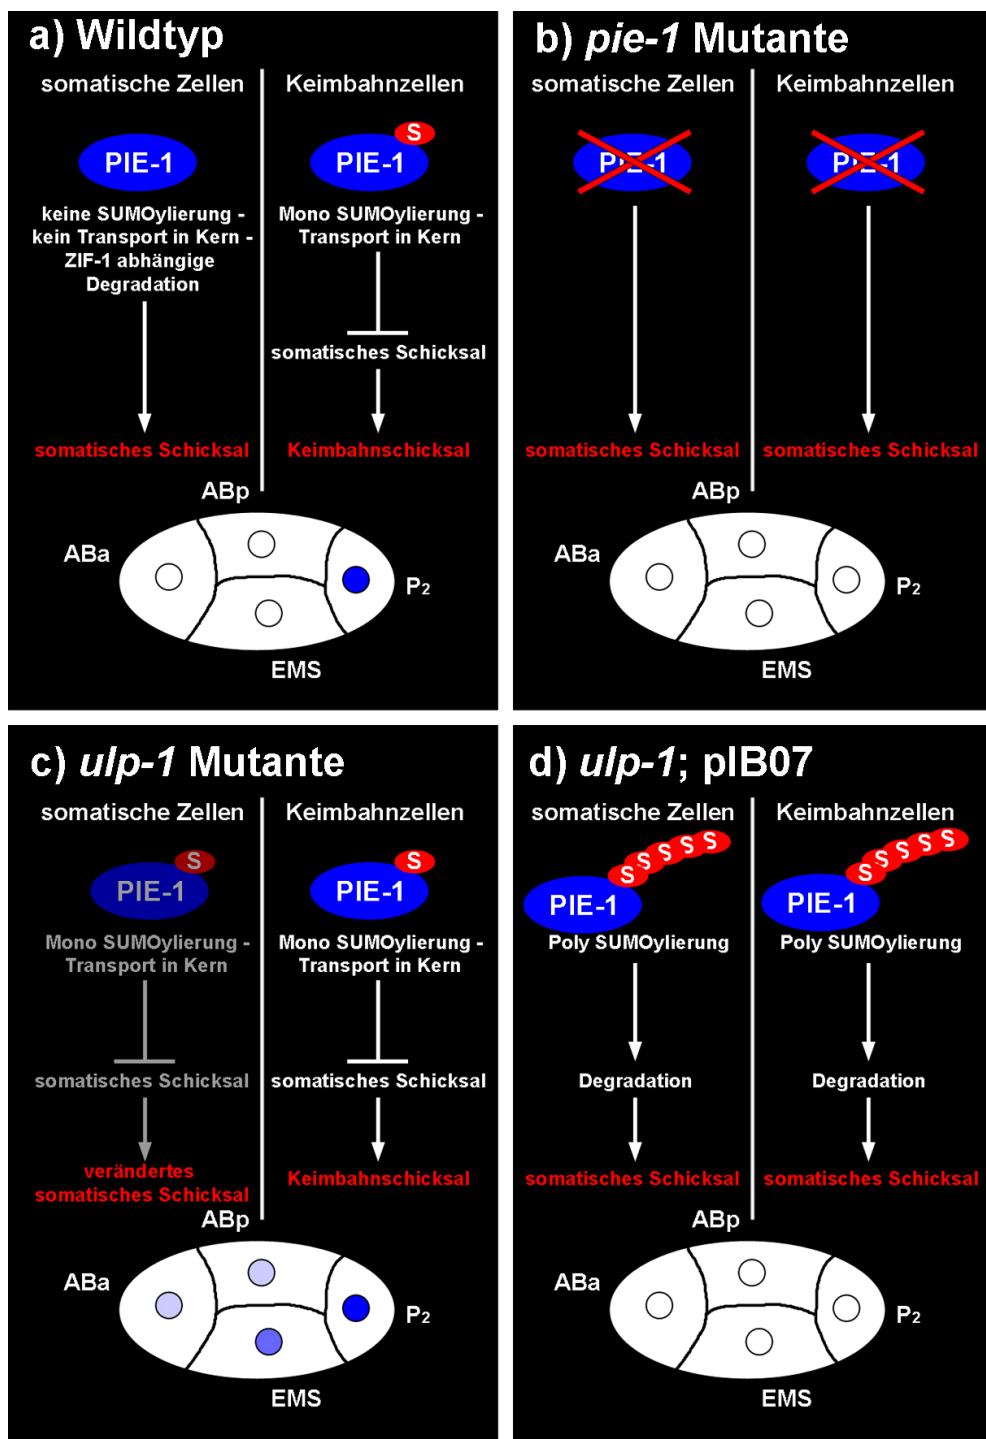 a) Wildtyp
somatische Zellen
Keimbahnzellen
PIE-1
S
PIE-1
keine SUMOylierung -
kein Transport in Kern -
ZIF-1 abhängige
Degradation
Mono SUMOylierung -
Transport in Kern
somatisches Schicksal
somatisches Schicksal
Keimbahnschicksal
ABp
ABa
P2
EMS
b) pie-1 Mutante
somatische Zellen
Keimbahnzellen
PIE-1
PIE-1
somatisches Schicksal
somatisches Schicksal
ABp
ABa
P2
EMS
c) ulp-1 Mutante
somatische Zellen
Keimbahnzellen
S
PIE-1
S
PIE-1
Mono SUMOylierung -
Transport in Kern
Mono SUMOylierung -
Transport in Kern
somatisches Schicksal
somatisches Schicksal
verändertes
somatisches Schicksal
Keimbahnschicksal
ABp
ABa
P2
EMS
d) ulp-1; pIB07
somatische Zellen
Keimbahnzellen
S S S S S
PIE-1
S S S S S
PIE-1
Poly SUMOylierung
Poly SUMOylierung
Degradation
Degradation
somatisches Schicksal
somatisches Schicksal
ABp
ABa
P2
EMS